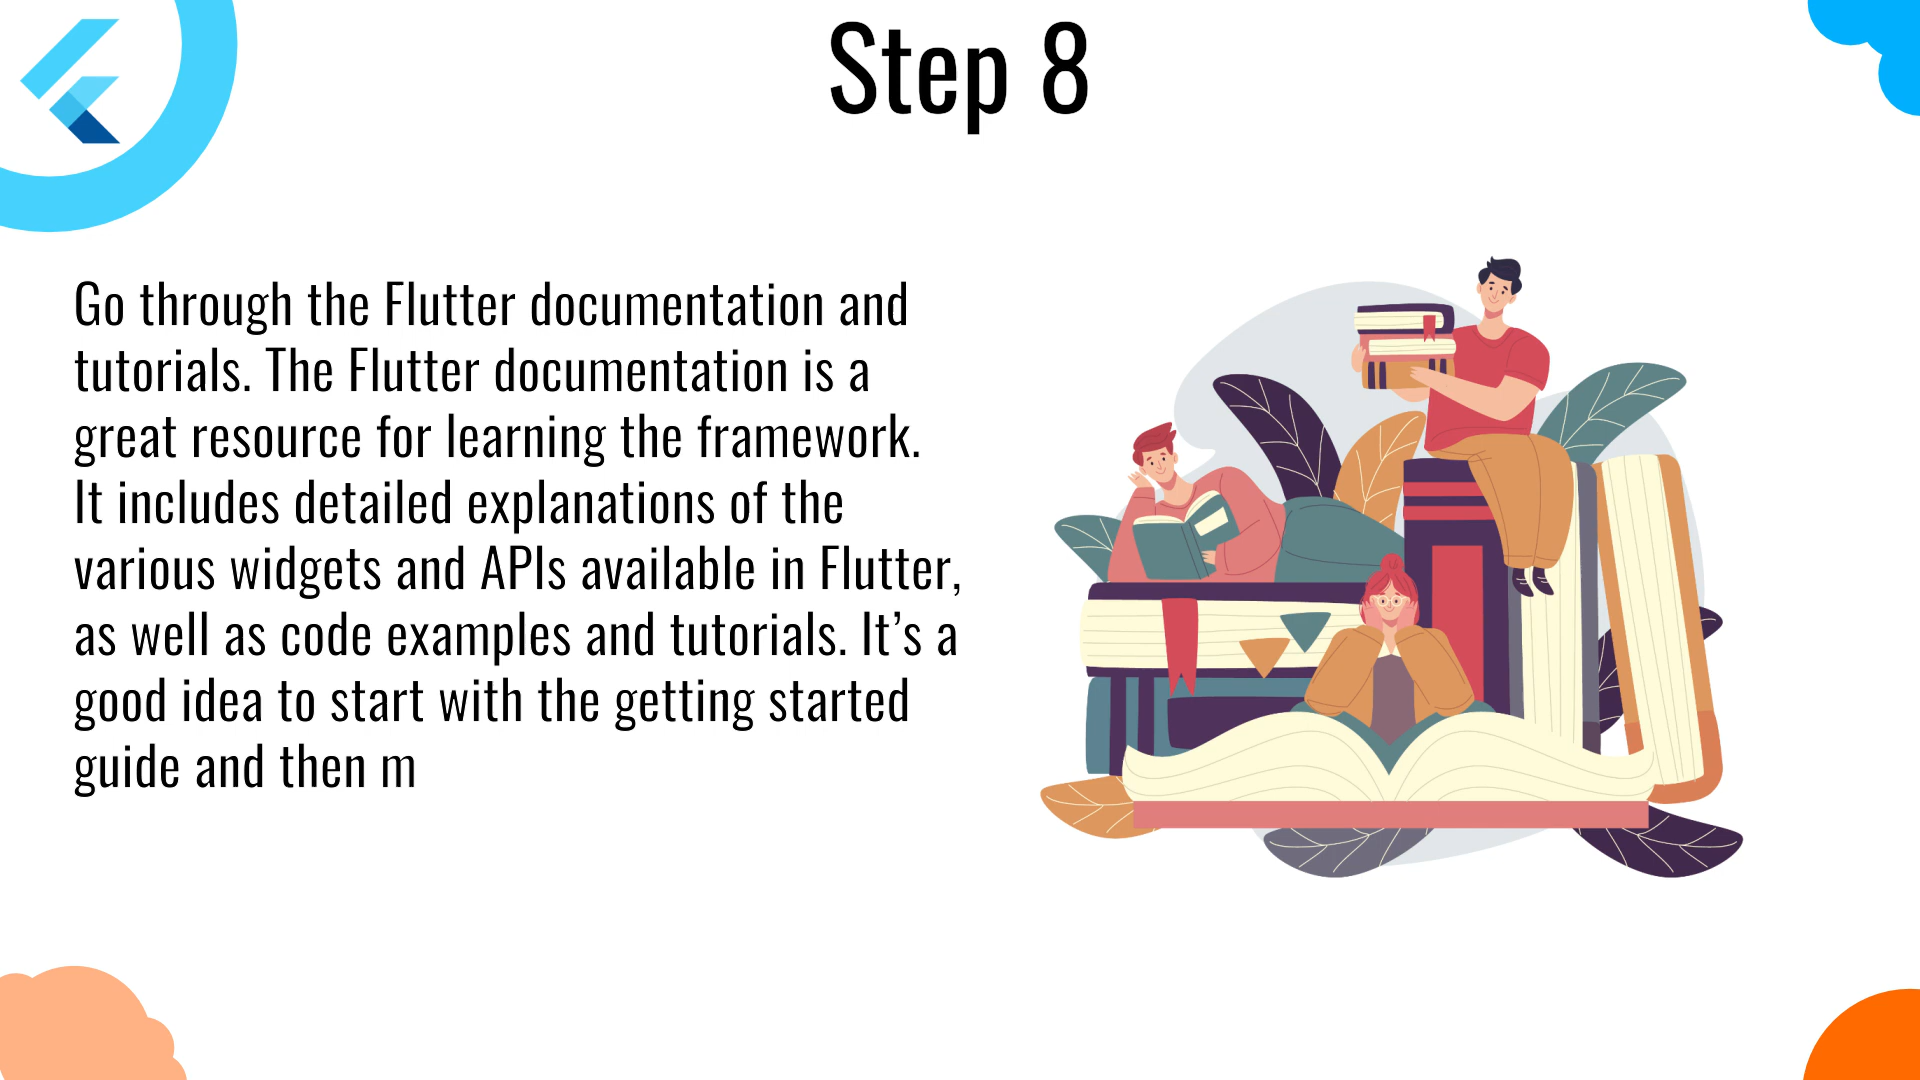 Step 8
Go through the Flutter documentation and
tutorials. The Flutter documentation is a
great resource for learning the framework.
It includes detailed explanations of the
various widgets and APIs available in Flutter,
as well as code examples and tutorials. It’s a
good idea to start with the getting started
guide and then m